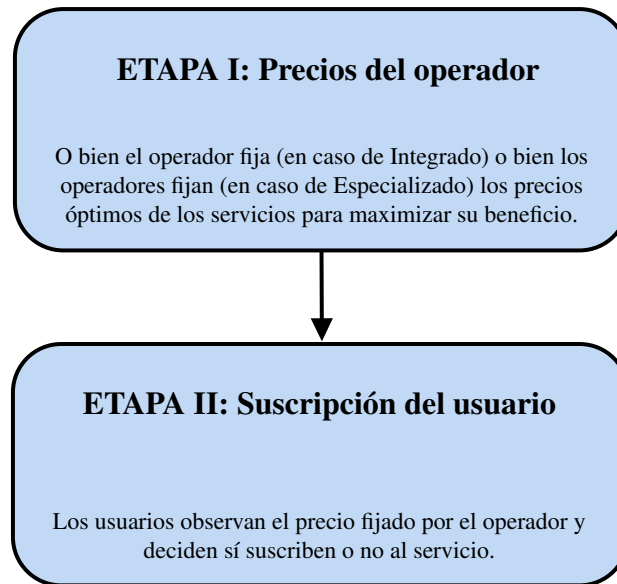 ETAPA I: Precios del operador
O bien el operador fija (en caso de Integrado) o bien los
operadores fijan (en caso de Especializado) los precios
óptimos de los servicios para maximizar su beneficio.
ETAPA II: Suscripción del usuario
Los usuarios observan el precio fijado por el operador y
deciden sí suscriben o no al servicio.